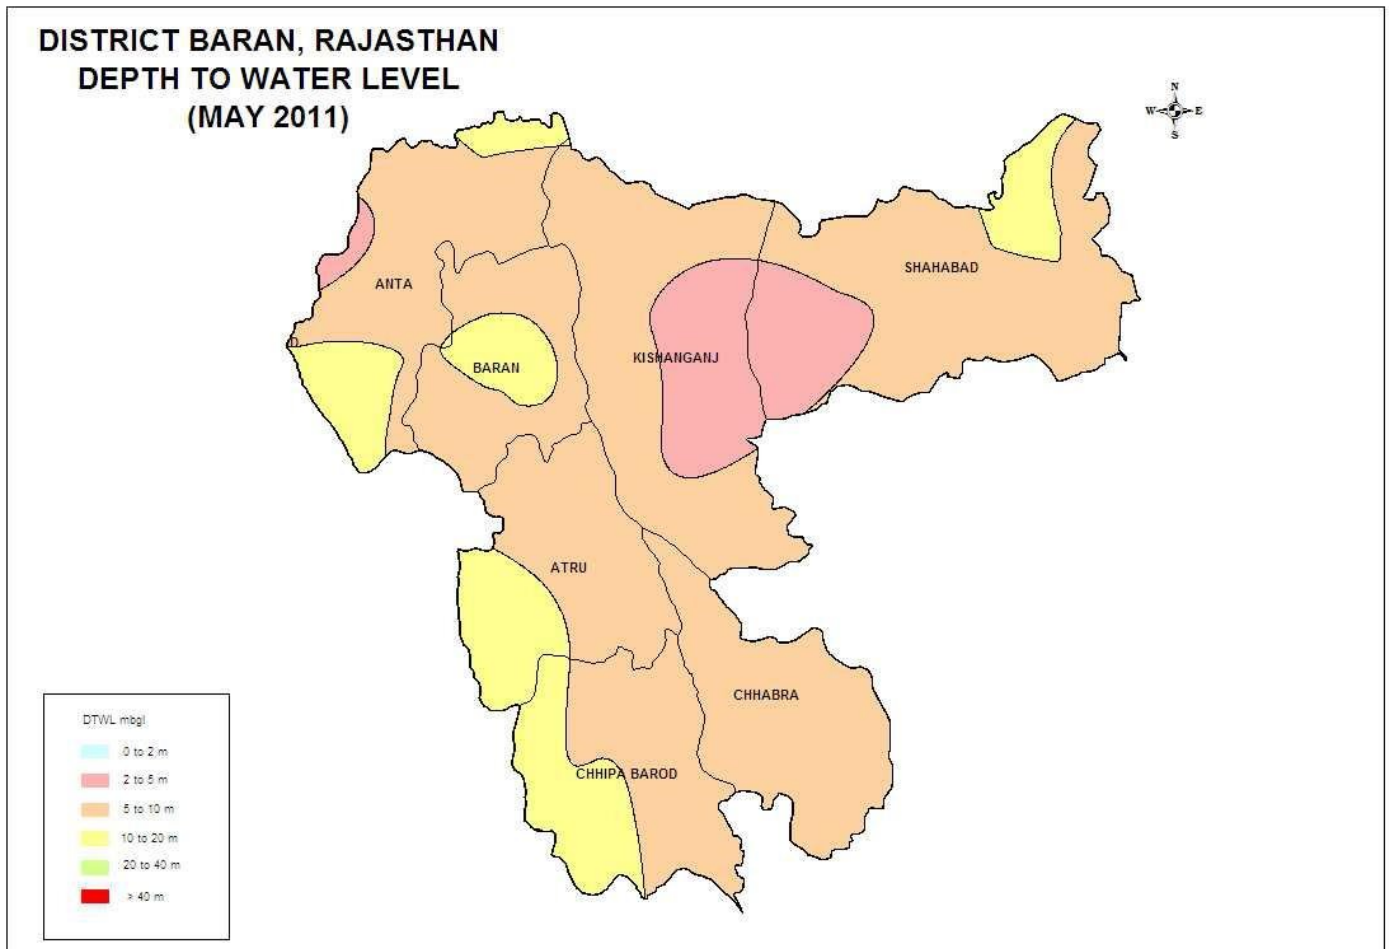 DISTRICT BARAN, RAJASTHAN
DEPTH TO WATER LEVEL
(MAY 2011)
N
W E
S
SHAHABAD
ANTA
KISHANGANJ
BARAN
ATRU
CHHABRA
CHHIPA BAROD
DTWL mbgl
0 to 2 m
2 to 5 m
5 to 10 m
10 to 20 m
20 to 40 m
> 40 m